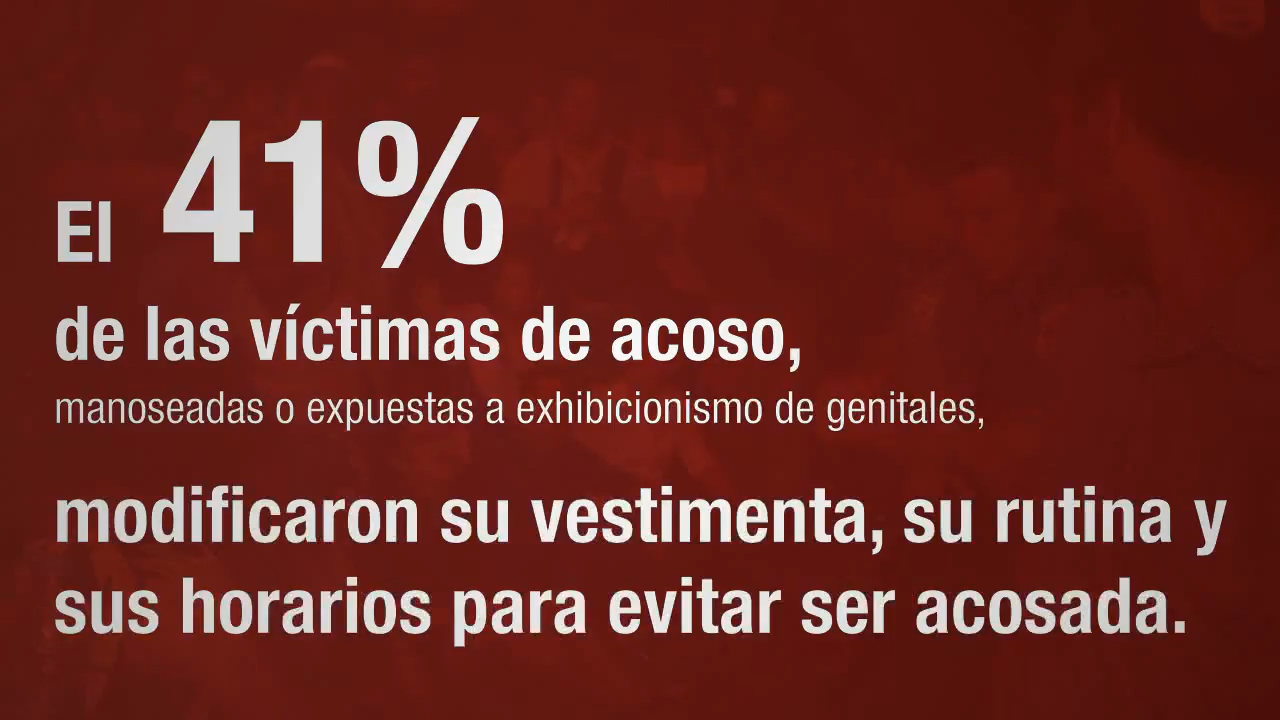 El 41%
de las víctimas de acoso,
manoseadas o expuestas a exhibicionismo de genitales,
modificaron su vestimenta, su rutina y
sus horarios para evitar ser acosada.